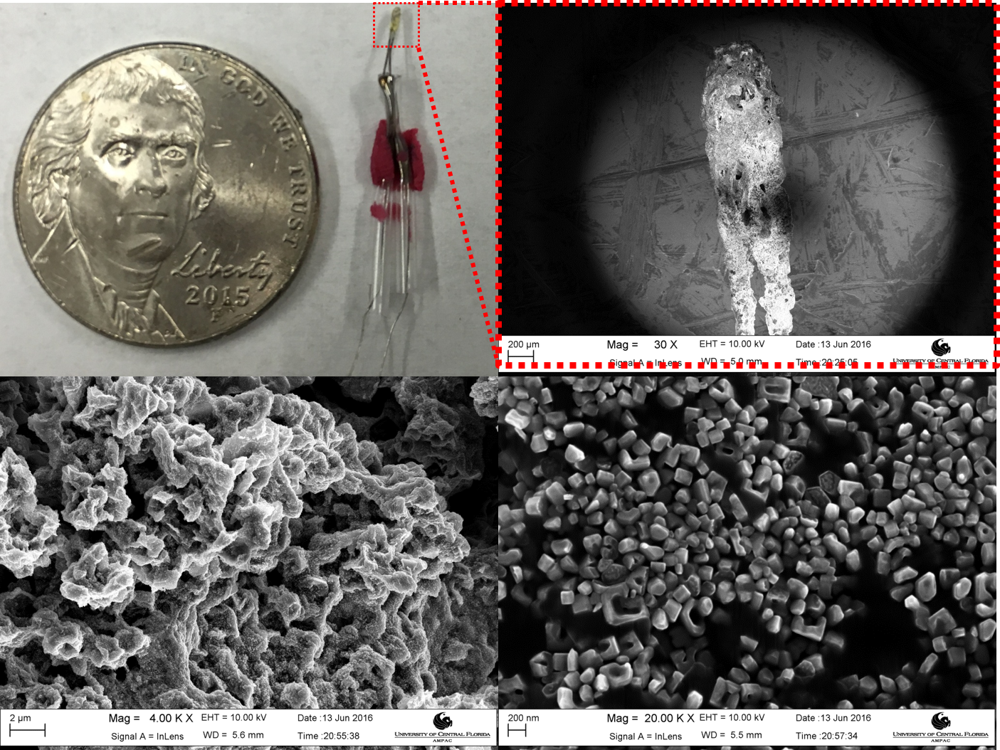 IN GOD WE TRUST
Liberty
2015
200 µm
Mag = 30 X
EHT = 10.00 kV
Date :13 Jun 2016
Signal A = InLens
WD = 5.0 mm
Time :20:25:05
UNIVERSITY OF CENTRAL FLORIDA
AMPAC
2 µm
Mag = 4.00 K X
EHT = 10.00 kV
Date :13 Jun 2016
Signal A = InLens
WD = 5.6 mm
Time :20:55:38
UNIVERSITY OF CENTRAL FLORIDA
AMPAC
200 nm
Mag = 20.00 K X
EHT = 10.00 kV
Date :13 Jun 2016
Signal A = InLens
WD = 5.5 mm
Time :20:57:34
UNIVERSITY OF CENTRAL FLORIDA
AMPAC